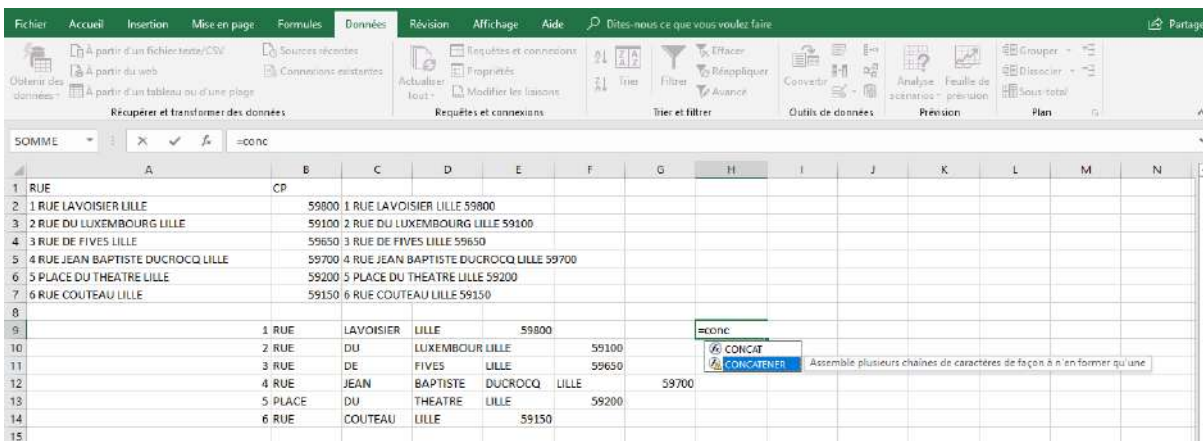 Fichier Accueil Insertion Mise en page Formules Données Révision Affichage Aide Dites-nous ce que vous voulez faire Partage
Obtenir des données
À partir d'un fichier texte/CSV
À partir du web
À partir d'un tableau ou d'une plage
Sources récentes
Connexions existantes
Récupérer et transformer des données
Actualiser tout
Requêtes et connexions
Propriétés
Modifier les liaisons
Requêtes et connexions
Trier
Filtrer
Effacer
Réappliquer
Avancé
Trier et filtrer
Convertir
Outils de données
Analyse scénarios
Feuille de prévision
Prévision
Grouper
Dissocier
Sous-total
Plan
SOMME fx =conc
A B C D E F G H I J K L M N
1 RUE CP
2 1 RUE LAVOISIER LILLE 59800 1 RUE LAVOISIER LILLE 59800
3 2 RUE DU LUXEMBOURG LILLE 59100 2 RUE DU LUXEMBOURG LILLE 59100
4 3 RUE DE FIVES LILLE 59650 3 RUE DE FIVES LILLE 59650
5 4 RUE JEAN BAPTISTE DUCROCQ LILLE 59700 4 RUE JEAN BAPTISTE DUCROCQ LILLE 59700
6 5 PLACE DU THEATRE LILLE 59200 5 PLACE DU THEATRE LILLE 59200
7 6 RUE COUTEAU LILLE 59150 6 RUE COUTEAU LILLE 59150
8
9 1 RUE LAVOISIER LILLE 59800 =conc
10 2 RUE DU LUXEMBOUR LILLE 59100 CONCAT
11 3 RUE DE FIVES LILLE 59650 CONCATENER Assemble plusieurs chaînes de caractères de façon à n'en former qu'une
12 4 RUE JEAN BAPTISTE DUCROCQ LILLE 59700
13 5 PLACE DU THEATRE LILLE 59200
14 6 RUE COUTEAU LILLE 59150
15